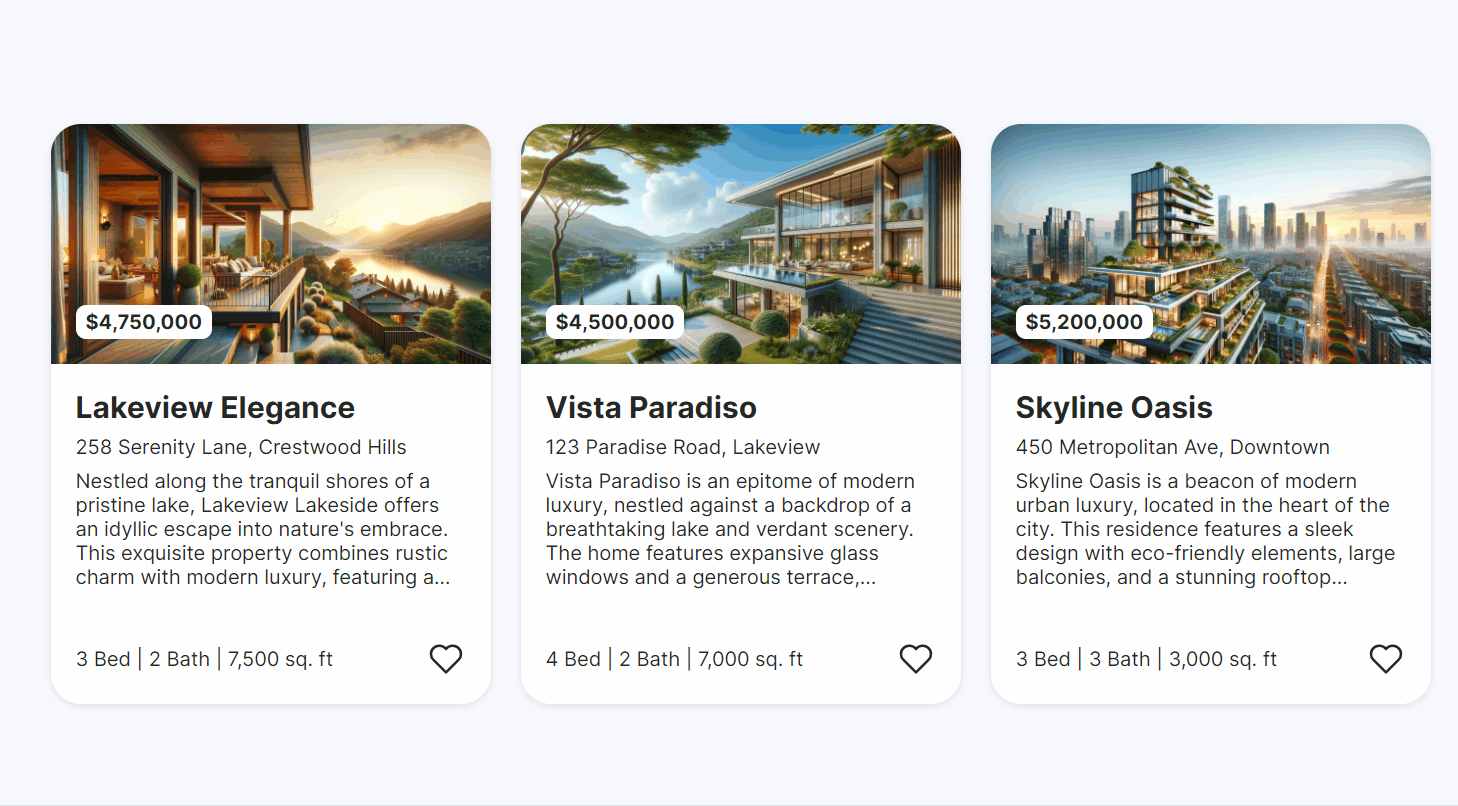 $4,750,000
Lakeview Elegance
258 Serenity Lane, Crestwood Hills
Nestled along the tranquil shores of a
pristine lake, Lakeview Lakeside offers
an idyllic escape into nature's embrace.
This exquisite property combines rustic
charm with modern luxury, featuring a...
3 Bed | 2 Bath | 7,500 sq. ft
$4,500,000
Vista Paradiso
123 Paradise Road, Lakeview
Vista Paradiso is an epitome of modern
luxury, nestled against a backdrop of a
breathtaking lake and verdant scenery.
The home features expansive glass
windows and a generous terrace,...
4 Bed | 2 Bath | 7,000 sq. ft
$5,200,000
Skyline Oasis
450 Metropolitan Ave, Downtown
Skyline Oasis is a beacon of modern
urban luxury, located in the heart of the
city. This residence features a sleek
design with eco-friendly elements, large
balconies, and a stunning rooftop...
3 Bed | 3 Bath | 3,000 sq. ft